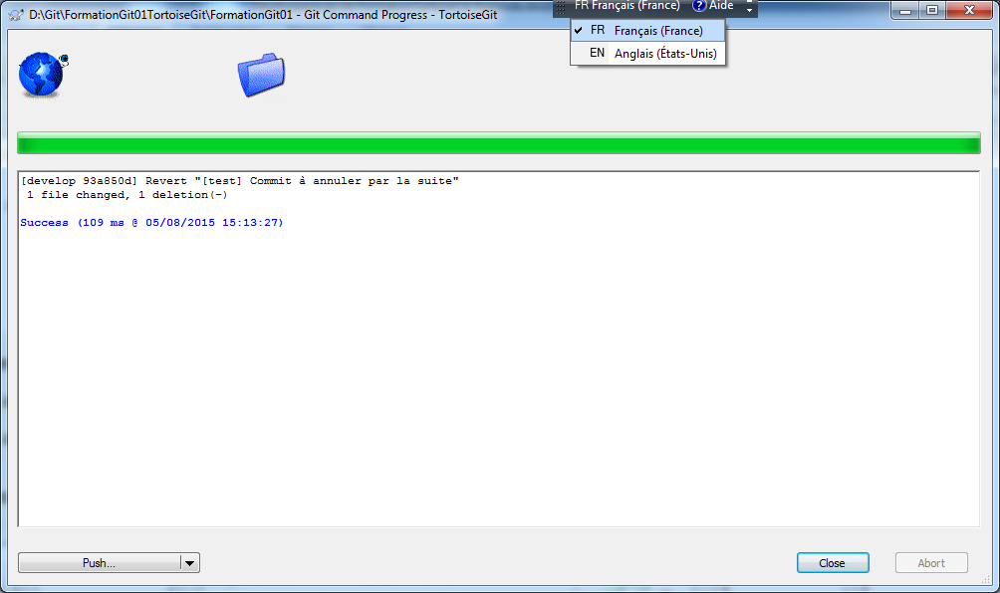 D:\Git\FormationGit01TortoiseGit\FormationGit01 - Git Command Progress - TortoiseGit
FR Français (France) ? Aide
FR Français (France)
EN Anglais (États-Unis)
[develop 93a850d] Revert "[test] Commit à annuler par la suite"
1 file changed, 1 deletion(-)
Success (109 ms @ 05/08/2015 15:13:27)
Push... Close Abort